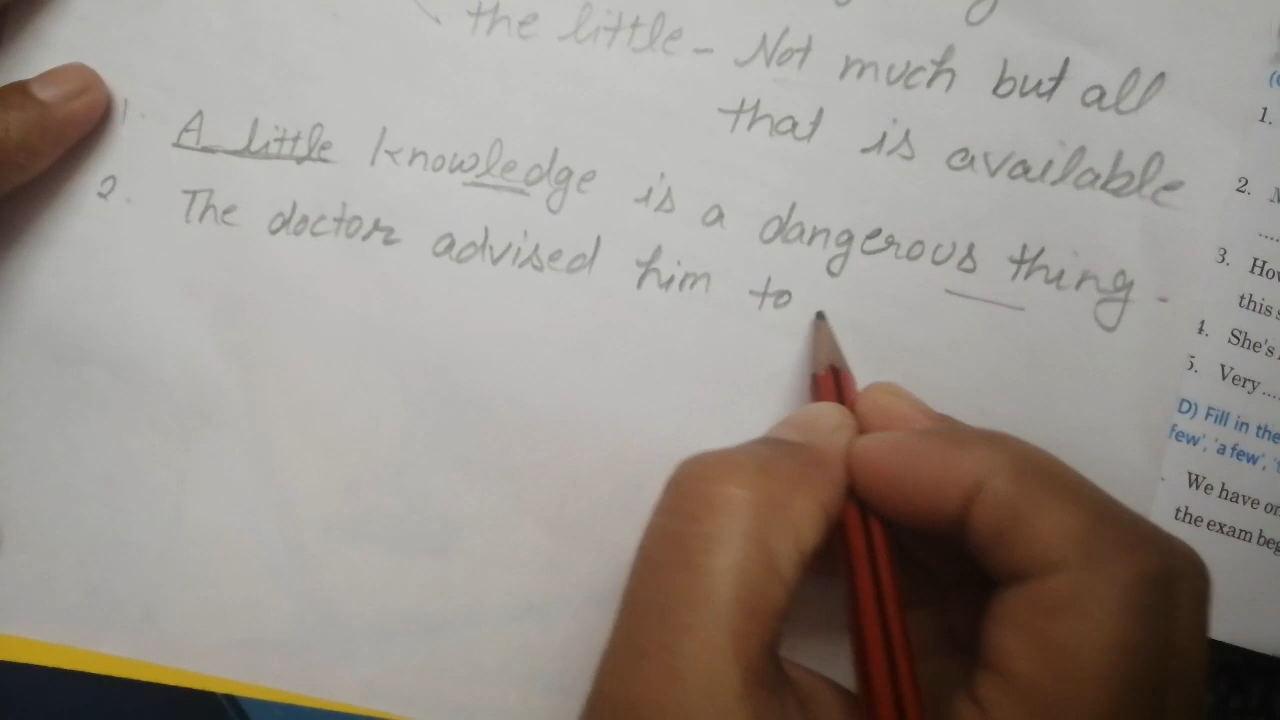 the little - Not much but all
that is available
1. A little knowledge is a dangerous thing.
2. The doctor advised him to
(
1.
2.
....
3. How
this
4. She's
5. Very....
D) Fill in the
few', 'a few',
We have
the exam